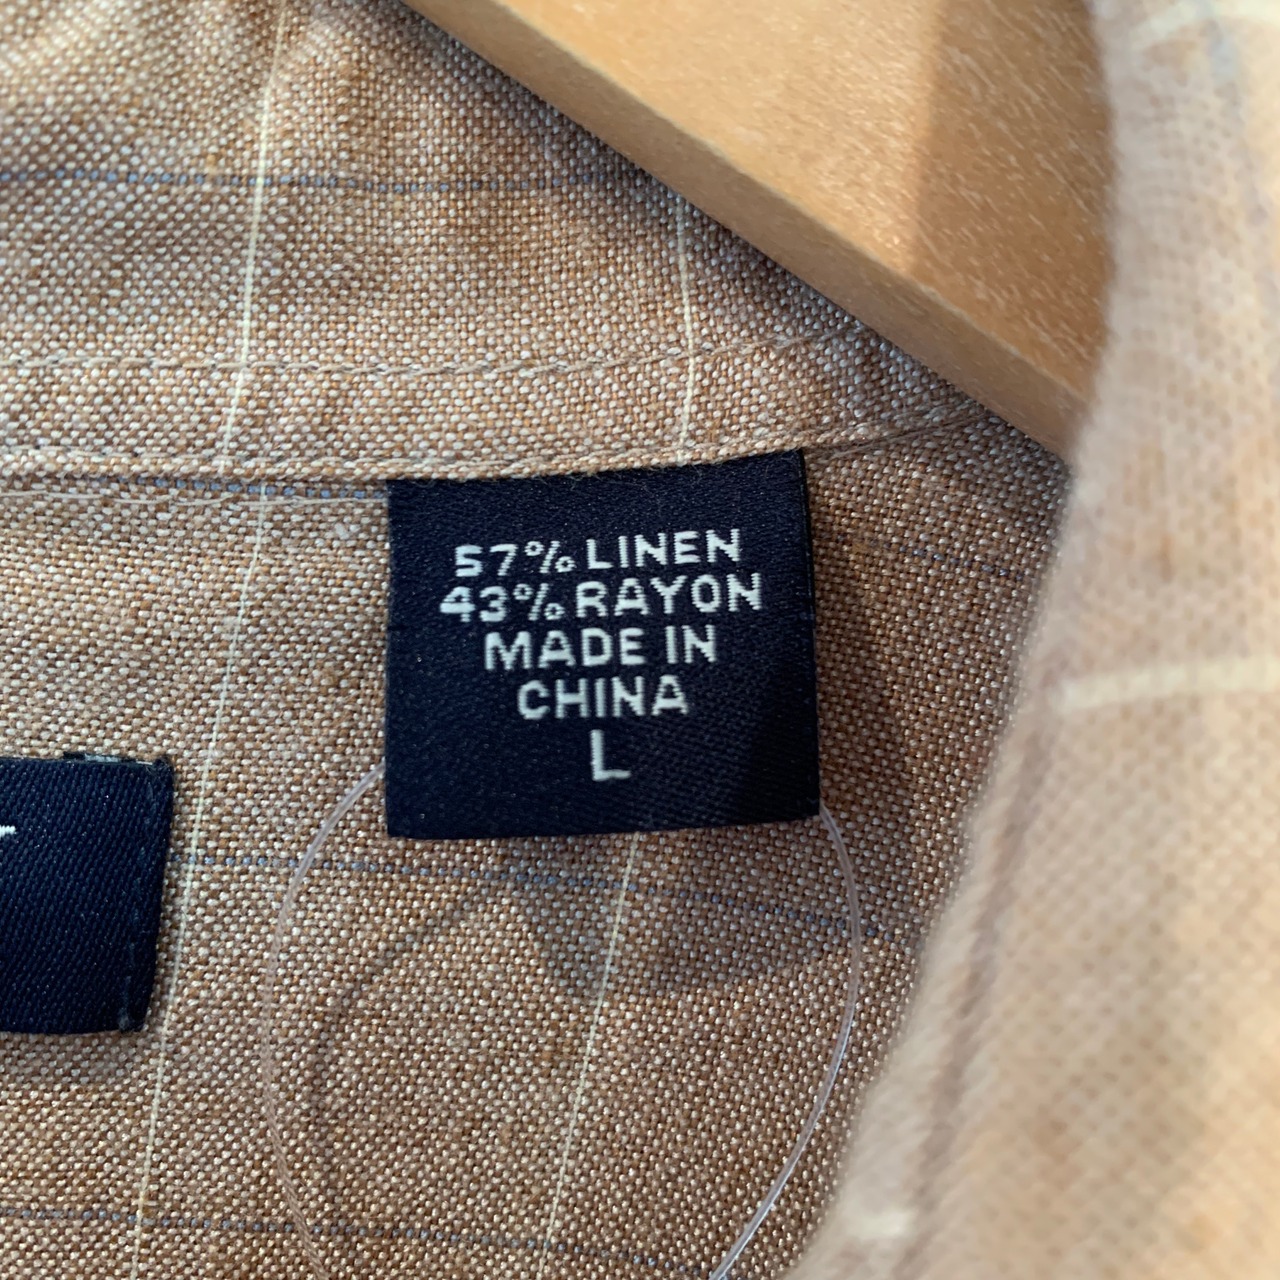 57% LINEN
43% RAYON
MADE IN
CHINA
L